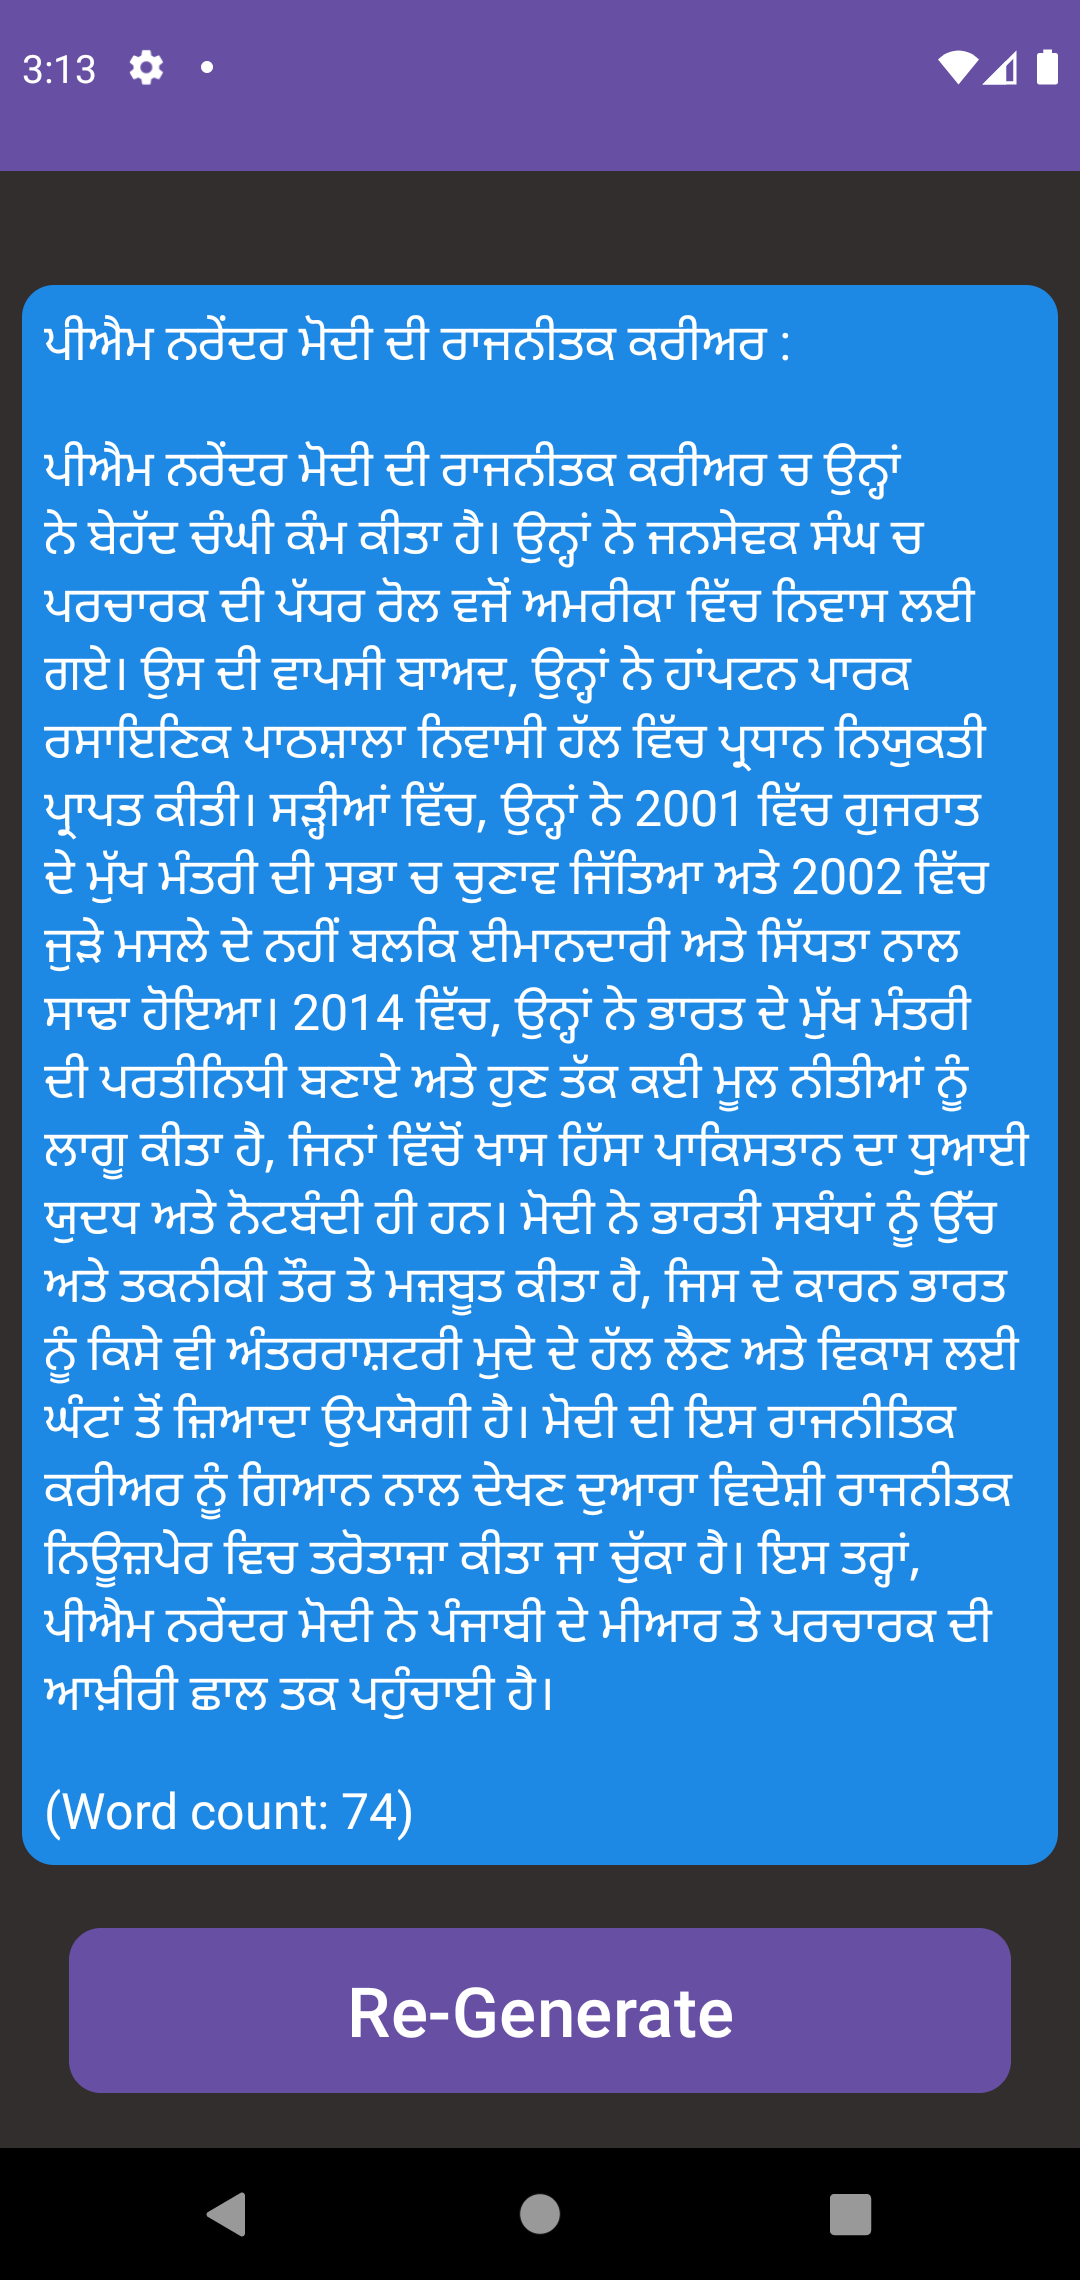 3:13
ਪੀਐਮ ਨਰੇਂਦਰ ਮੋਦੀ ਦੀ ਰਾਜਨੀਤਕ ਕਰੀਅਰ :
ਪੀਐਮ ਨਰੇਂਦਰ ਮੋਦੀ ਦੀ ਰਾਜਨੀਤਕ ਕਰੀਅਰ ਚ ਉਨ੍ਹਾਂ
ਨੇ ਬੇਹੱਦ ਚੰਘੀ ਕੰਮ ਕੀਤਾ ਹੈ। ਉਨ੍ਹਾਂ ਨੇ ਜਨਸੇਵਕ ਸੰਘ ਚ
ਪਰਚਾਰਕ ਦੀ ਪੱਧਰ ਰੋਲ ਵਜੋਂ ਅਮਰੀਕਾ ਵਿੱਚ ਨਿਵਾਸ ਲਈ
ਗਏ। ਉਸ ਦੀ ਵਾਪਸੀ ਬਾਅਦ, ਉਨ੍ਹਾਂ ਨੇ ਹਾਂਪਟਨ ਪਾਰਕ
ਰਸਾਇਣਿਕ ਪਾਠਸ਼ਾਲਾ ਨਿਵਾਸੀ ਹੱਲ ਵਿੱਚ ਪ੍ਰਧਾਨ ਨਿਯੁਕਤੀ
ਪ੍ਰਾਪਤ ਕੀਤੀ। ਸੜ੍ਹੀਆਂ ਵਿੱਚ, ਉਨ੍ਹਾਂ ਨੇ 2001 ਵਿੱਚ ਗੁਜਰਾਤ
ਦੇ ਮੁੱਖ ਮੰਤਰੀ ਦੀ ਸਭਾ ਚ ਚੁਣਾਵ ਜਿੱਤਿਆ ਅਤੇ 2002 ਵਿੱਚ
ਜੁੜੇ ਮਸਲੇ ਦੇ ਨਹੀਂ ਬਲਕਿ ਈਮਾਨਦਾਰੀ ਅਤੇ ਸਿੱਧਤਾ ਨਾਲ
ਸਾਢਾ ਹੋਇਆ। 2014 ਵਿੱਚ, ਉਨ੍ਹਾਂ ਨੇ ਭਾਰਤ ਦੇ ਮੁੱਖ ਮੰਤਰੀ
ਦੀ ਪਰਤੀਨਿਧੀ ਬਣਾਏ ਅਤੇ ਹੁਣ ਤੱਕ ਕਈ ਮੂਲ ਨੀਤੀਆਂ ਨੂੰ
ਲਾਗੂ ਕੀਤਾ ਹੈ, ਜਿਨਾਂ ਵਿੱਚੋਂ ਖਾਸ ਹਿੱਸਾ ਪਾਕਿਸਤਾਨ ਦਾ ਧੁਆਈ
ਯੁਦਧ ਅਤੇ ਨੋਟਬੰਦੀ ਹੀ ਹਨ। ਮੋਦੀ ਨੇ ਭਾਰਤੀ ਸਬੰਧਾਂ ਨੂੰ ਉੱਚ
ਅਤੇ ਤਕਨੀਕੀ ਤੌਰ ਤੇ ਮਜ਼ਬੂਤ ਕੀਤਾ ਹੈ, ਜਿਸ ਦੇ ਕਾਰਨ ਭਾਰਤ
ਨੂੰ ਕਿਸੇ ਵੀ ਅੰਤਰਰਾਸ਼ਟਰੀ ਮੁਦੇ ਦੇ ਹੱਲ ਲੈਣ ਅਤੇ ਵਿਕਾਸ ਲਈ
ਘੰਟਾਂ ਤੋਂ ਜ਼ਿਆਦਾ ਉਪਯੋਗੀ ਹੈ। ਮੋਦੀ ਦੀ ਇਸ ਰਾਜਨੀਤਿਕ
ਕਰੀਅਰ ਨੂੰ ਗਿਆਨ ਨਾਲ ਦੇਖਣ ਦੁਆਰਾ ਵਿਦੇਸ਼ੀ ਰਾਜਨੀਤਕ
ਨਿਊਜ਼ਪੇਰ ਵਿਚ ਤਰੋਤਾਜ਼ਾ ਕੀਤਾ ਜਾ ਚੁੱਕਾ ਹੈ। ਇਸ ਤਰ੍ਹਾਂ,
ਪੀਐਮ ਨਰੇਂਦਰ ਮੋਦੀ ਨੇ ਪੰਜਾਬੀ ਦੇ ਮੀਆਰ ਤੇ ਪਰਚਾਰਕ ਦੀ
ਆਖ਼ੀਰੀ ਛਾਲ ਤਕ ਪਹੁੰਚਾਈ ਹੈ।
(Word count: 74)
Re-Generate